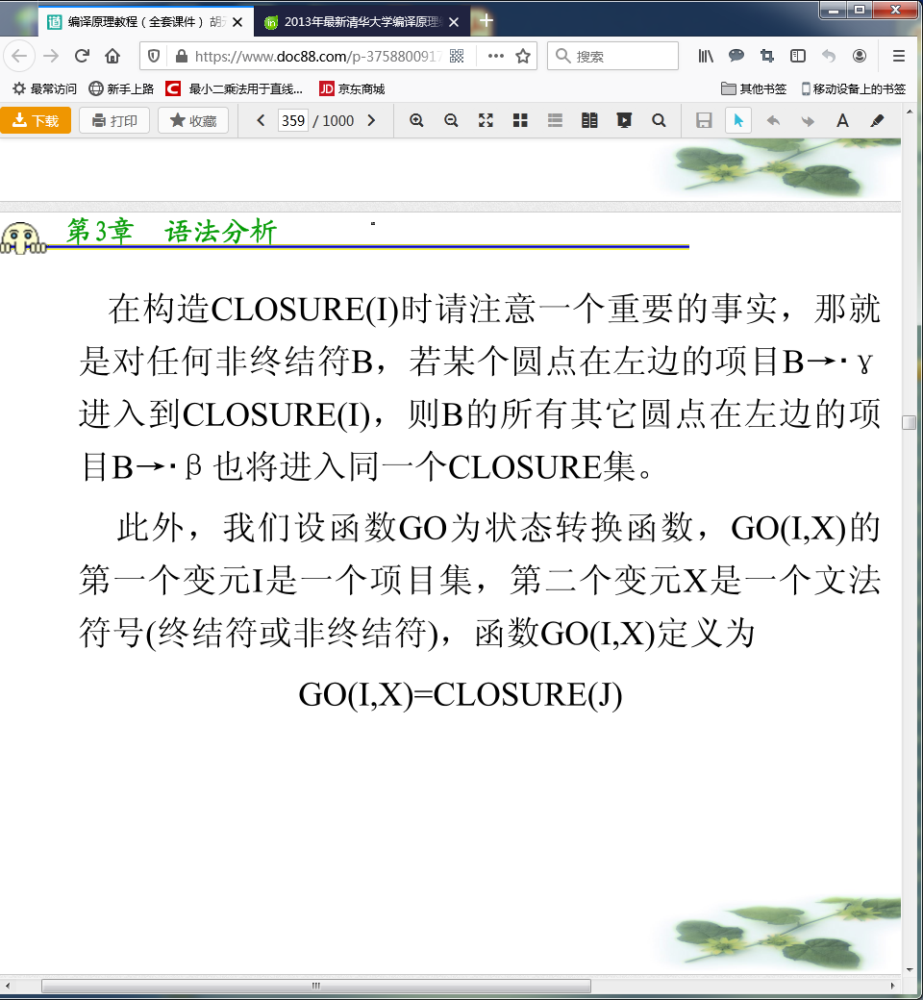 编译原理教程（全套课件）胡元
2013年最新清华大学编译原理
https://www.doc88.com/p-3758800917
搜索
最常访问 新手上路 C 最小二乘法用于直线... JD 京东商城 其他书签 移动设备上的书签
下载 打印 收藏 359 / 1000 A
第3章 语法分析
在构造CLOSURE(I)时请注意一个重要的事实，那就
是对任何非终结符B，若某个圆点在左边的项目B→·γ
进入到CLOSURE(I)，则B的所有其它圆点在左边的项
目B→·β也将进入同一个CLOSURE集。
此外，我们设函数GO为状态转换函数，GO(I,X)的
第一个变元I是一个项目集，第二个变元X是一个文法
符号(终结符或非终结符)，函数GO(I,X)定义为
GO(I,X)=CLOSURE(J)